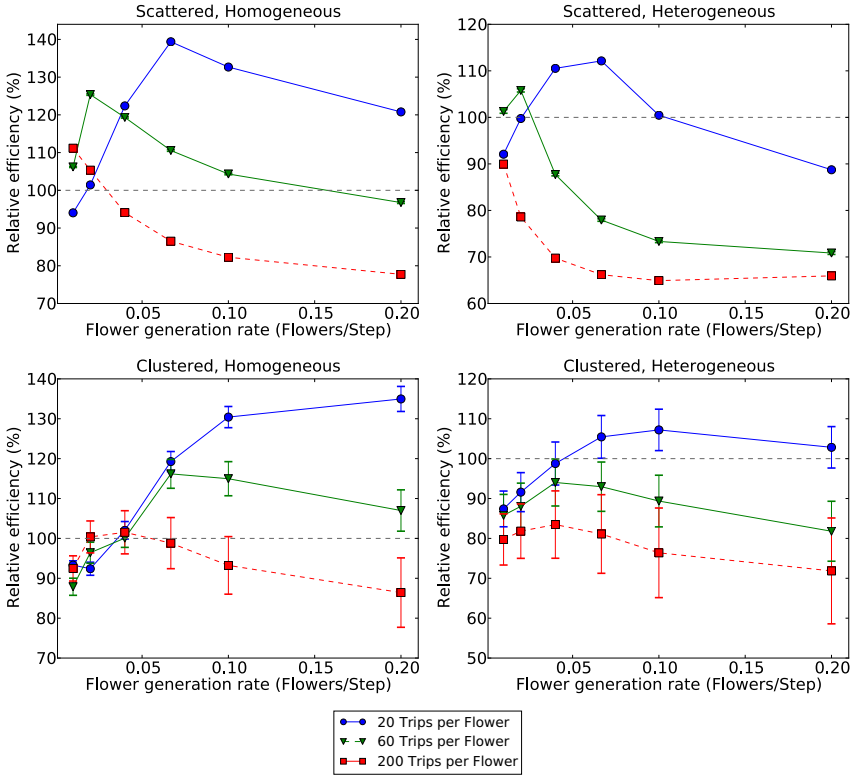 Scattered, Homogeneous
140
130
120
110
100
90
80
70
Relative efficiency (%)
0.05 0.10 0.15 0.20
Flower generation rate (Flowers/Step)
Scattered, Heterogeneous
120
110
100
90
80
70
60
Relative efficiency (%)
0.05 0.10 0.15 0.20
Flower generation rate (Flowers/Step)
Clustered, Homogeneous
140
130
120
110
100
90
80
70
Relative efficiency (%)
0.05 0.10 0.15 0.20
Flower generation rate (Flowers/Step)
Clustered, Heterogeneous
120
110
100
90
80
70
60
50
Relative efficiency (%)
0.05 0.10 0.15 0.20
Flower generation rate (Flowers/Step)
20 Trips per Flower
60 Trips per Flower
200 Trips per Flower